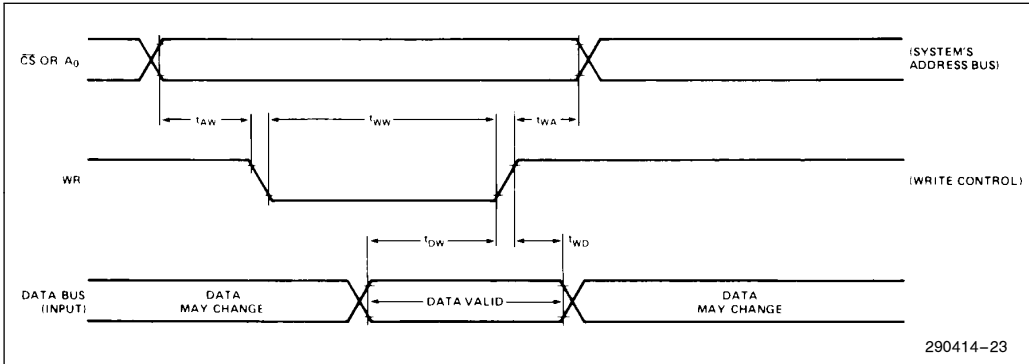 CS OR A0
(SYSTEM'S
ADDRESS BUS)
tAW
tWW
tWA
WR
(WRITE CONTROL)
tDW
tWD
DATA BUS
(INPUT)
DATA
MAY CHANGE
DATA VALID
DATA
MAY CHANGE
290414–23